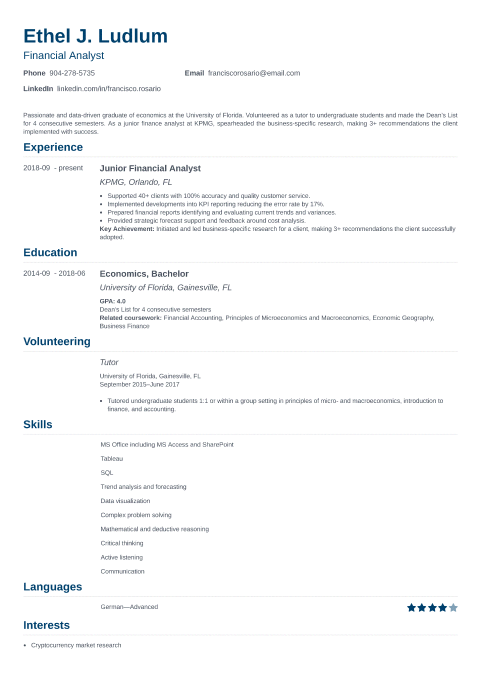 Ethel J. Ludlum
Financial Analyst
Phone 904-278-5735 Email franciscorosario@email.com
LinkedIn linkedin.com/in/francisco.rosario
Passionate and data-driven graduate of economics at the University of Florida. Volunteered as a tutor to undergraduate students and made the Dean's List
for 4 consecutive semesters. As a junior finance analyst at KPMG, spearheaded the business-specific research, making 3+ recommendations the client
implemented with success.
Experience
2018-09 - present Junior Financial Analyst
KPMG, Orlando, FL
• Supported 40+ clients with 100% accuracy and quality customer service.
• Implemented developments into KPI reporting reducing the error rate by 17%.
• Prepared financial reports identifying and evaluating current trends and variances.
• Provided strategic forecast support and feedback around cost analysis.
Key Achievement: Initiated and led business-specific research for a client, making 3+ recommendations the client successfully
adopted.
Education
2014-09 - 2018-06 Economics, Bachelor
University of Florida, Gainesville, FL
GPA: 4.0
Dean's List for 4 consecutive semesters
Related coursework: Financial Accounting, Principles of Microeconomics and Macroeconomics, Economic Geography,
Business Finance
Volunteering
Tutor
University of Florida, Gainesville, FL
September 2015–June 2017
• Tutored undergraduate students 1:1 or within a group setting in principles of micro- and macroeconomics, introduction to
finance, and accounting.
Skills
MS Office including MS Access and SharePoint
Tableau
SQL
Trend analysis and forecasting
Data visualization
Complex problem solving
Mathematical and deductive reasoning
Critical thinking
Active listening
Communication
Languages
German—Advanced
Interests
• Cryptocurrency market research